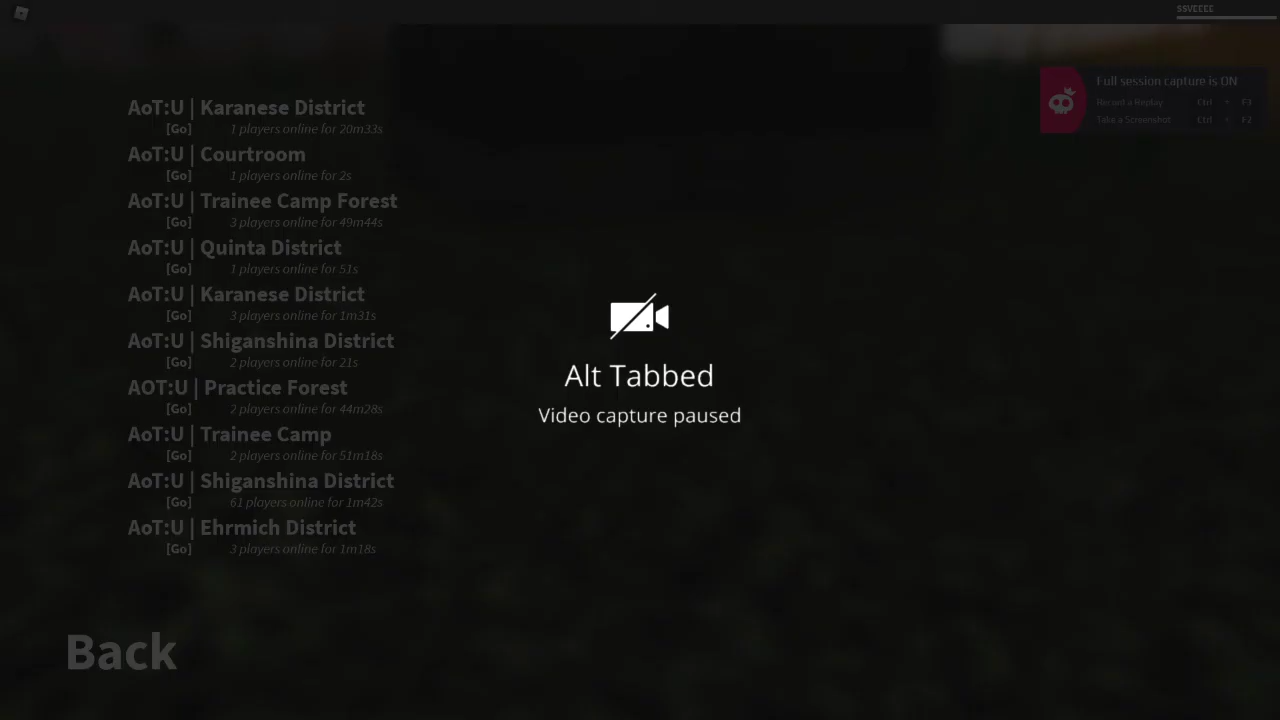 SSVEEEE
Full session capture is ON
Record a Replay Ctrl + F3
Take a Screenshot Ctrl + F2
AoT:U | Karanese District
[Go] 1 players online for 20m33s
AoT:U | Courtroom
[Go] 1 players online for 2s
AoT:U | Trainee Camp Forest
[Go] 3 players online for 49m44s
AoT:U | Quinta District
[Go] 1 players online for 51s
AoT:U | Karanese District
[Go] 3 players online for 1m31s
AoT:U | Shiganshina District
[Go] 2 players online for 21s
AOT:U | Practice Forest
[Go] 2 players online for 44m28s
AoT:U | Trainee Camp
[Go] 2 players online for 51m18s
AoT:U | Shiganshina District
[Go] 61 players online for 1m42s
AoT:U | Ehrmich District
[Go] 3 players online for 1m18s
Alt Tabbed
Video capture paused
Back